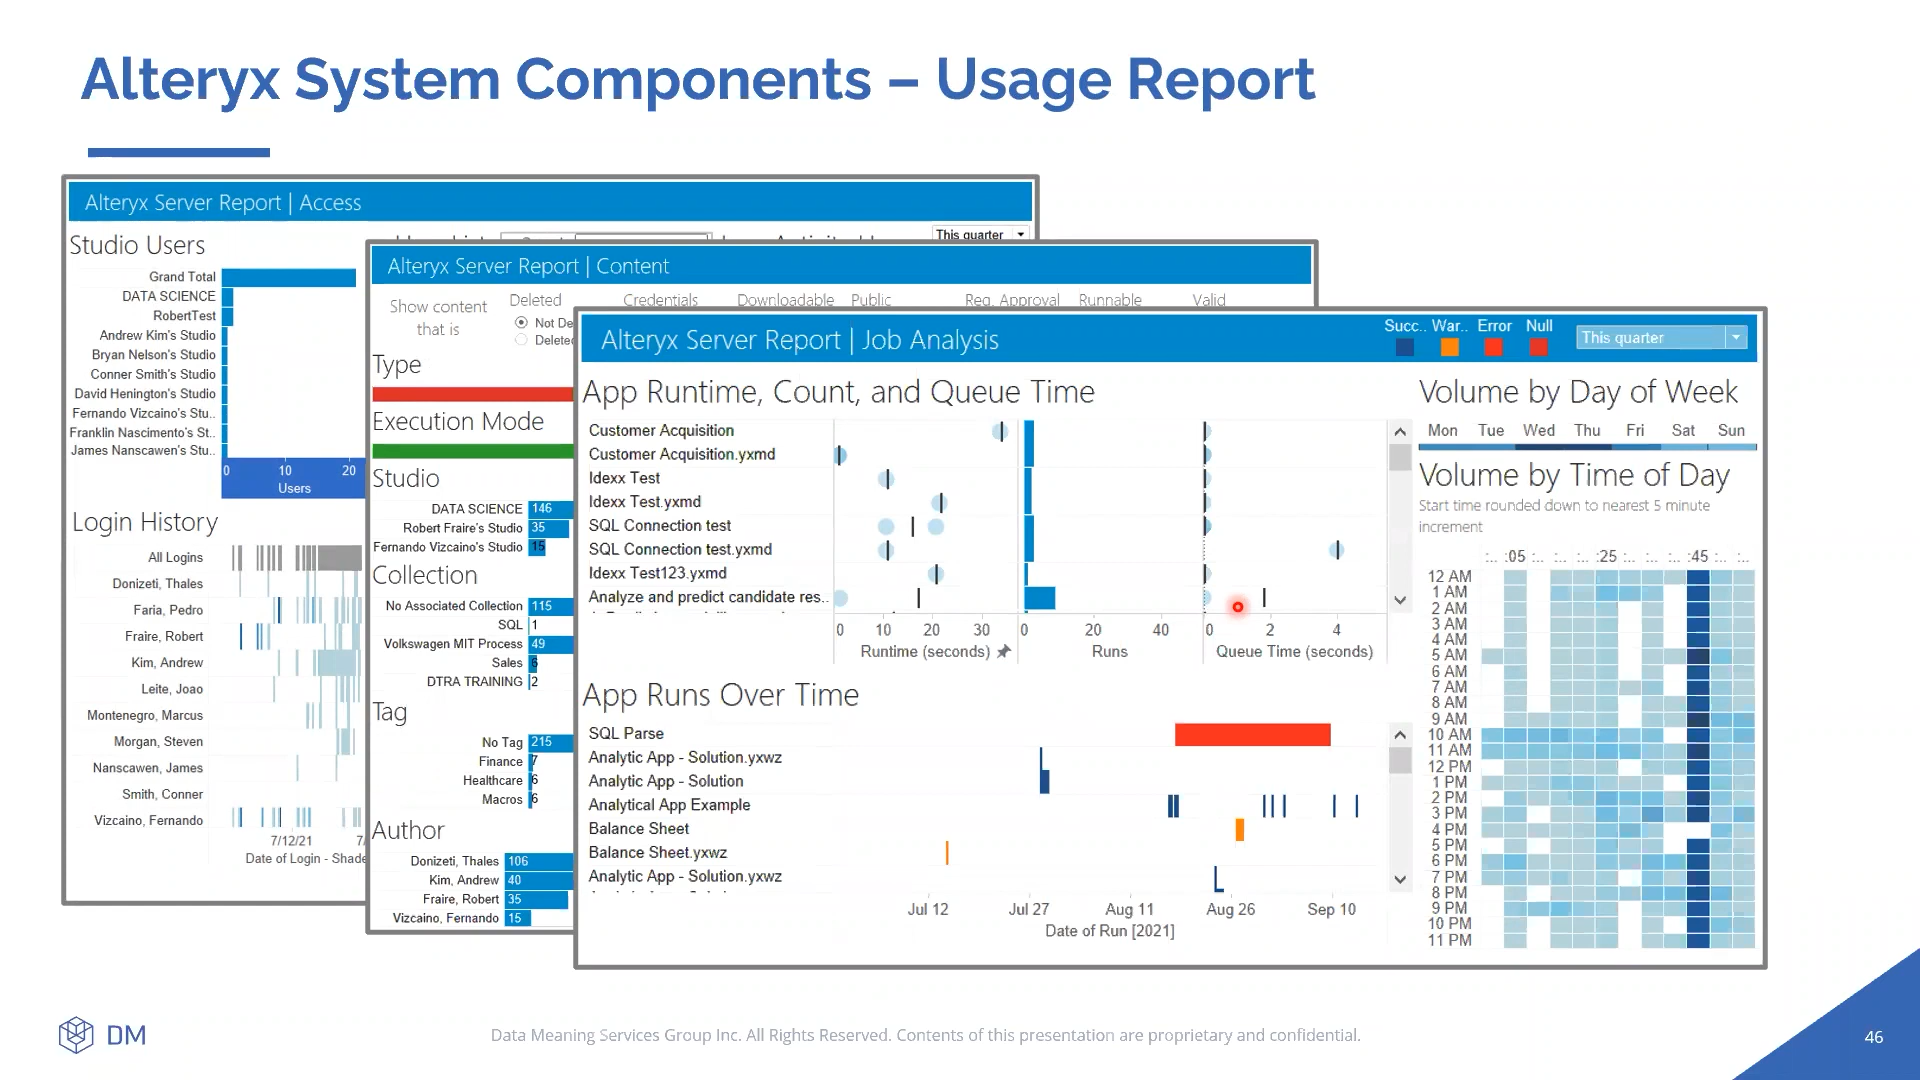 Alteryx System Components – Usage Report
Alteryx Server Report | Access
This quarter
Studio Users
Grand Total
DATA SCIENCE
RobertTest
Andrew Kim's Studio
Bryan Nelson's Studio
Conner Smith's Studio
David Henington's Studio
Fernando Vizcaino's Stu..
Franklin Nascimento's St..
James Nanscawen's Stu..
0 10 20
Users
Login History
All Logins
Donizeti, Thales
Faria, Pedro
Fraire, Robert
Kim, Andrew
Leite, Joao
Montenegro, Marcus
Morgan, Steven
Nanscawen, James
Smith, Conner
Vizcaino, Fernando
7/12/21
Date of Login - Shade
Alteryx Server Report | Content
Show content
that is
Deleted Credentials Downloadable Public Req. Approval Runnable Valid
Not De
Delete
Type
Execution Mode
Studio
DATA SCIENCE 146
Robert Fraire's Studio 35
Fernando Vizcaino's Studio 15
Collection
No Associated Collection 115
SQL 1
Volkswagen MIT Process 49
Sales 6
DTRA TRAINING 2
Tag
No Tag 215
Finance 7
Healthcare 6
Macros 6
Author
Donizeti, Thales 106
Kim, Andrew 40
Fraire, Robert 35
Vizcaino, Fernando 15
Alteryx Server Report | Job Analysis
Succ.. War.. Error Null
This quarter
App Runtime, Count, and Queue Time
Customer Acquisition
Customer Acquisition.yxmd
Idexx Test
Idexx Test.yxmd
SQL Connection test
SQL Connection test.yxmd
Idexx Test123.yxmd
Analyze and predict candidate res..
0 10 20 30 0 20 40 0 2 4
Runtime (seconds) Runs Queue Time (seconds)
App Runs Over Time
SQL Parse
Analytic App - Solution.yxwz
Analytic App - Solution
Analytical App Example
Balance Sheet
Balance Sheet.yxwz
Analytic App - Solution.yxwz
Jul 12 Jul 27 Aug 11 Aug 26 Sep 10
Date of Run [2021]
Volume by Day of Week
Mon Tue Wed Thu Fri Sat Sun
Volume by Time of Day
Start time rounded down to nearest 5 minute
increment
:... :05 :... :... :... :25 :... :... :... :45 :... :...
12 AM
1 AM
2 AM
3 AM
4 AM
5 AM
6 AM
7 AM
8 AM
9 AM
10 AM
11 AM
12 PM
1 PM
2 PM
3 PM
4 PM
5 PM
6 PM
7 PM
8 PM
9 PM
10 PM
11 PM
DM
Data Meaning Services Group Inc. All Rights Reserved. Contents of this presentation are proprietary and confidential.
46